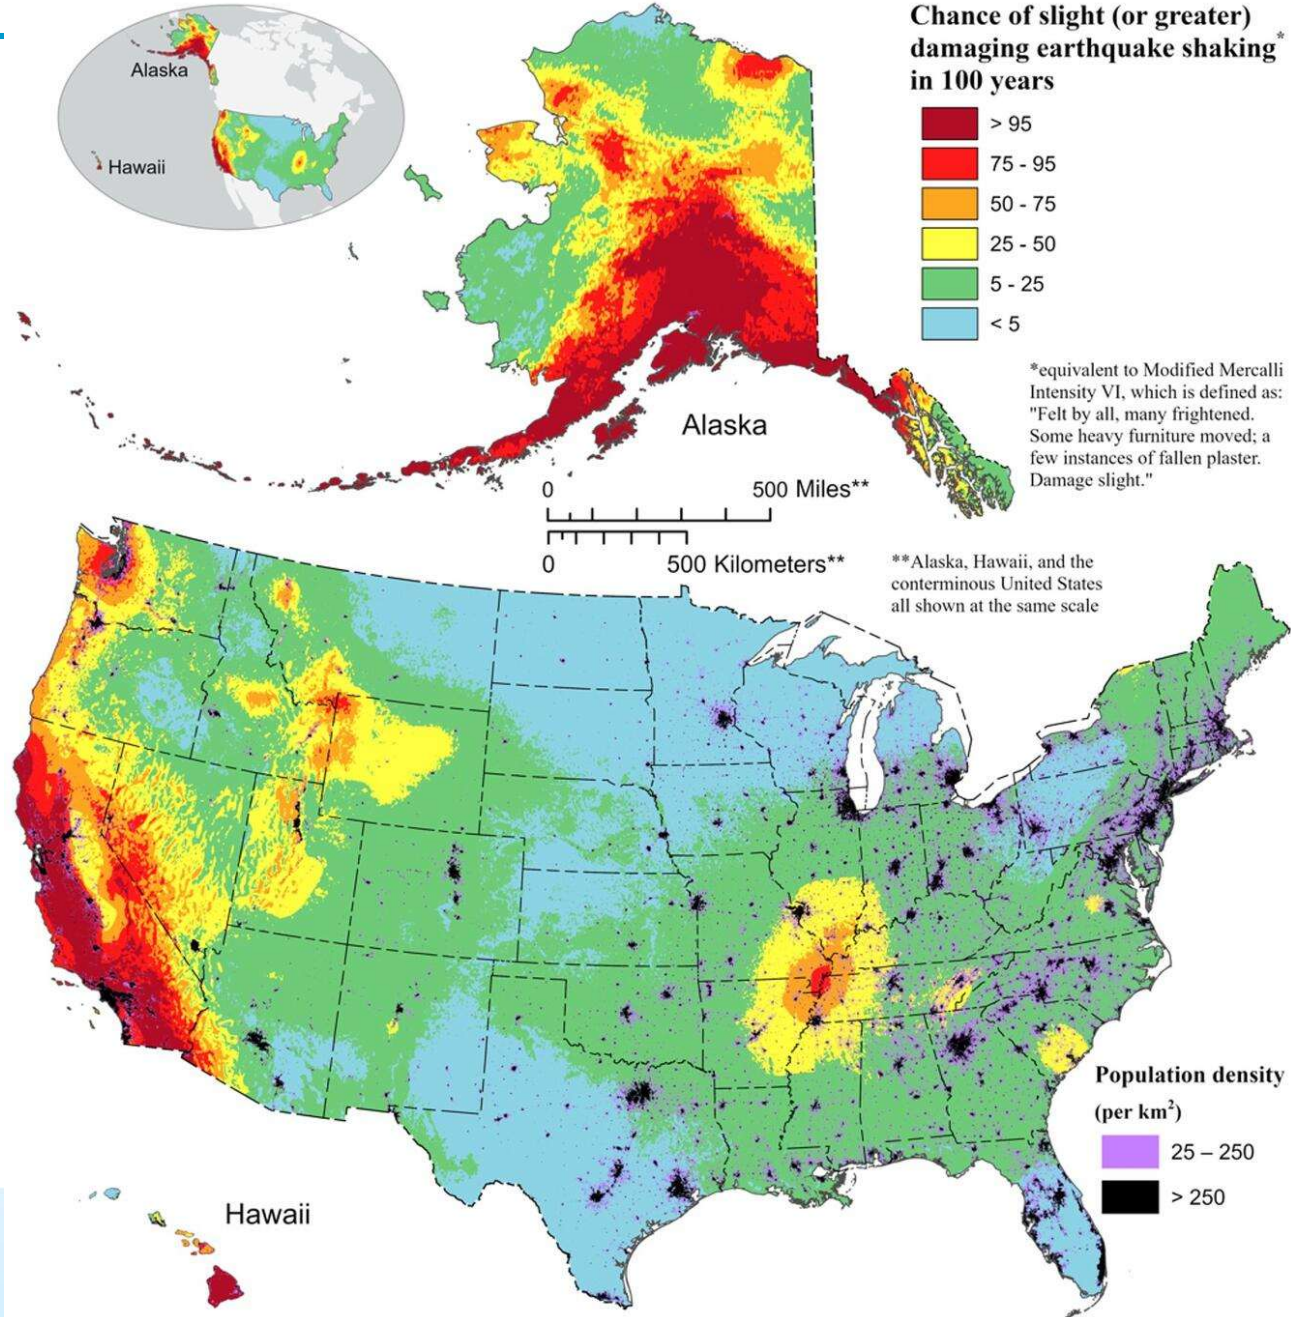 Alaska
Hawaii
Chance of slight (or greater)
damaging earthquake shaking*
in 100 years
> 95
75 - 95
50 - 75
25 - 50
5 - 25
< 5
*equivalent to Modified Mercalli
Intensity VI, which is defined as:
"Felt by all, many frightened.
Some heavy furniture moved; a
few instances of fallen plaster.
Damage slight."
Alaska
0 500 Miles**
0 500 Kilometers**
**Alaska, Hawaii, and the
conterminous United States
all shown at the same scale
Population density
(per km²)
25 – 250
> 250
Hawaii